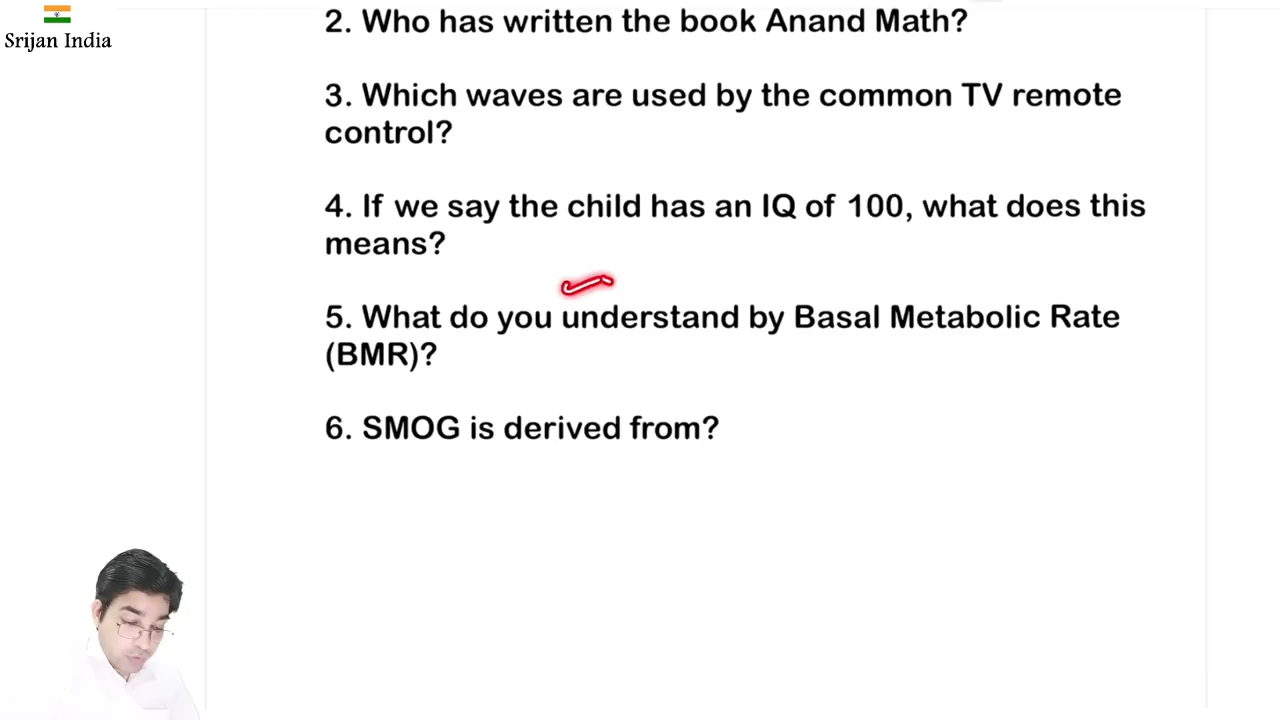 Srijan India
2. Who has written the book Anand Math?
3. Which waves are used by the common TV remote
control?
4. If we say the child has an IQ of 100, what does this
means?
5. What do you understand by Basal Metabolic Rate
(BMR)?
6. SMOG is derived from?